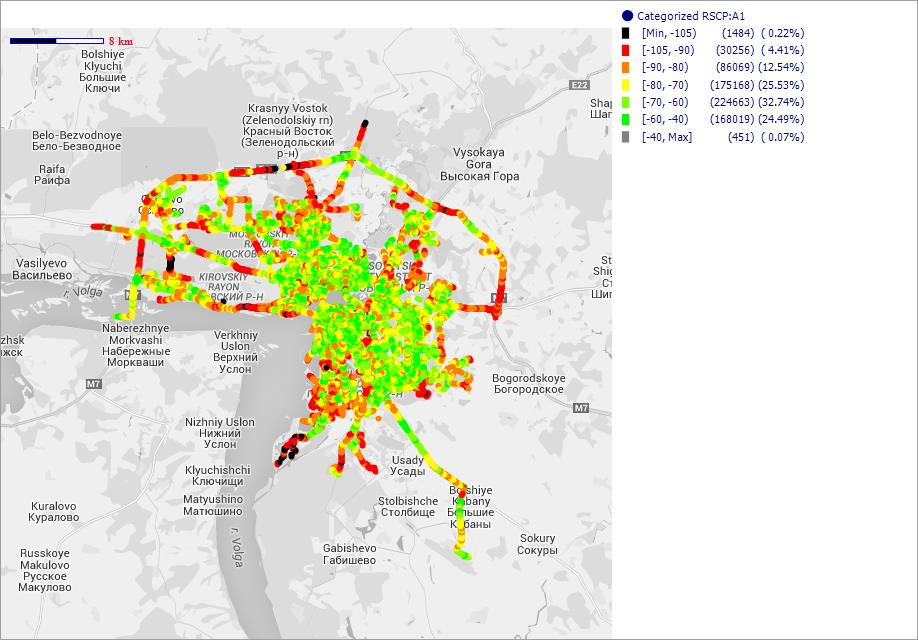 Categorized RSCP:A1
[Min, -105) (1484) ( 0.22%)
[-105, -90) (30256) ( 4.41%)
[-90, -80) (86069) (12.54%)
[-80, -70) (175168) (25.53%)
[-70, -60) (224663) (32.74%)
[-60, -40) (168019) (24.49%)
[-40, Max] (451) ( 0.07%)
8 km
Bolshiye
Klyuchi
Большие
Ключи
E22
Krasnyy Vostok
(Zelenodolskiy rn)
Красный Восток
(Зеленодольский
р-н)
Belo-Bezvodnoye
Бело-Безводное
Raifa
Раифа
Vysokaya
Gora
Высокая Гора
Vasilyevo
Васильево
r. Volga
KIROVSKIY
RAYON
Naberezhnye
Morkvashi
Набережные
Моркваши
Verkhniy
Uslon
Верхний
Услон
M7
Bogorodskoye
Богородское
M7
Nizhniy Uslon
Нижний
Услон
Klyuchishchi
Ключищи
Matyushino
Матюшино
Usady
Усады
Stolbishche
Столбище
Kuralovo
Куралово
г. Volga
Gabishevo
Габишево
Sokury
Сокуры
Russkoye
Makulovo
Русское
Макулово